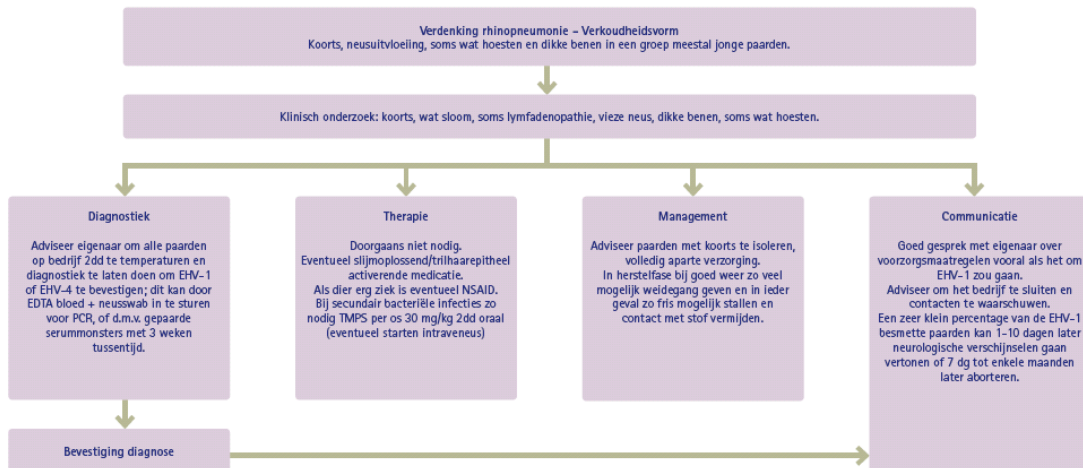 Verdenking rhinopneumonie – Verkoudheidsvorm
Koorts, neusuitvloeiing, soms wat hoesten en dikke benen in een groep meestal jonge paarden.
Klinisch onderzoek: koorts, wat sloom, soms lymfadenopathie, vieze neus, dikke benen, soms wat hoesten.
Diagnostiek
Adviseer eigenaar om alle paarden
op bedrijf 2dd te temperaturen en
diagnostiek te laten doen om EHV-1
of EHV-4 te bevestigen; dit kan door
EDTA bloed + neusswab in te sturen
voor PCR, of d.m.v. gepaarde
serummonsters met 3 weken
tussentijd.
Therapie
Doorgaans niet nodig.
Eventueel slijmoplossend/trilhaarepitheel
activerende medicatie.
Als dier erg ziek is eventueel NSAID.
Bij secundair bacteriële infecties zo
nodig TMPS per os 30 mg/kg 2dd oraal
(eventueel starten intraveneus)
Management
Adviseer paarden met koorts te isoleren,
volledig aparte verzorging.
In herstelfase bij goed weer zo veel
mogelijk weidegang geven en in ieder
geval zo fris mogelijk stallen en
contact met stof vermijden.
Communicatie
Goed gesprek met eigenaar over
voorzorgsmaatregelen vooral als het om
EHV-1 zou gaan.
Adviseer om het bedrijf te sluiten en
contacten te waarschuwen.
Een zeer klein percentage van de EHV-1
besmette paarden kan 1-10 dagen later
neurologische verschijnselen gaan
vertonen of 7 dg tot enkele maanden
later aborteren.
Bevestiging diagnose